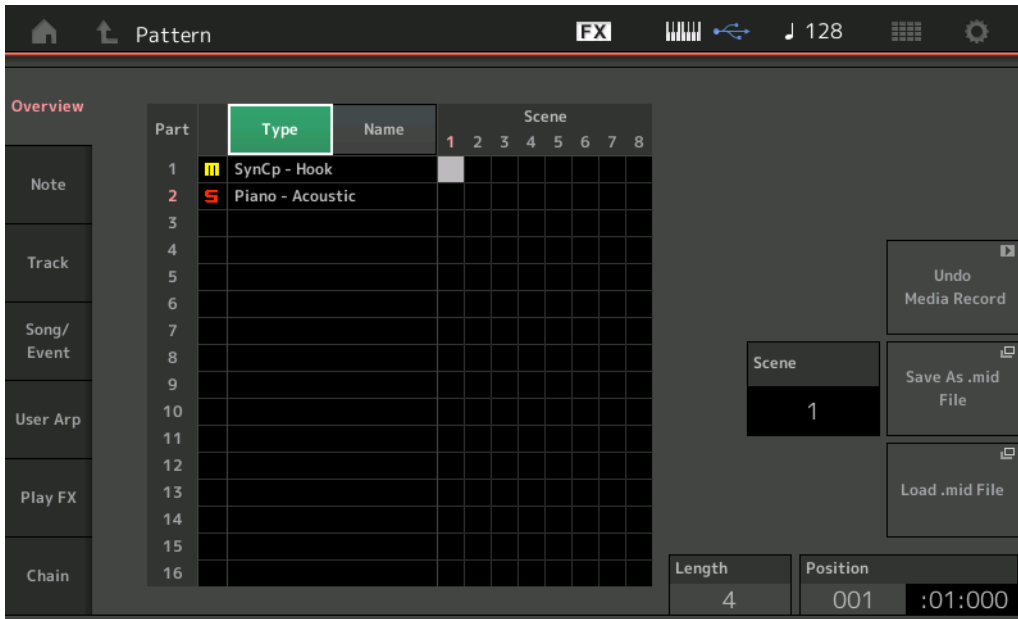 Pattern FX ♩ 128
Overview
Note
Track
Song/
Event
User Arp
Play FX
Chain
Part Type Name Scene
1 2 3 4 5 6 7 8
1 M SynCp - Hook
2 S Piano - Acoustic
3
4
5
6
7
8
9
10
11
12
13
14
15
16
Undo
Media Record
Scene
1
Save As .mid
File
Load .mid File
Length
4
Position
001 :01:000